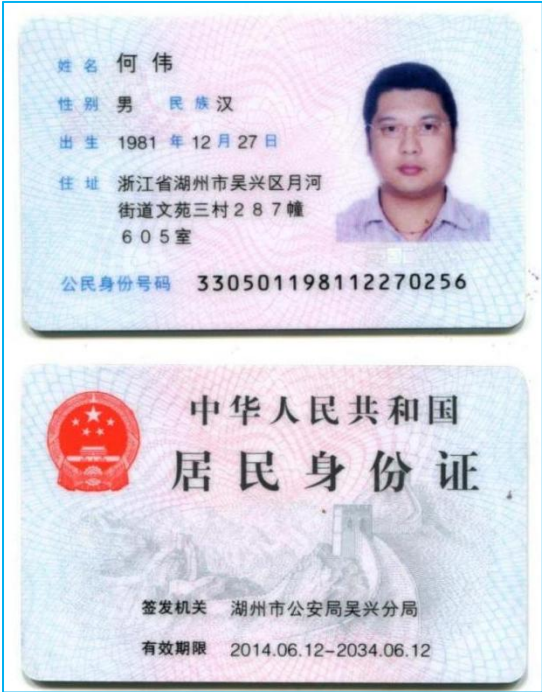 姓名 何伟
性别 男 民族 汉
出生 1981 年 12 月 27 日
住址 浙江省湖州市吴兴区月河
街道文苑三村287幢
605室
公民身份号码 330501198112270256
中华人民共和国
居民身份证
签发机关 湖州市公安局吴兴分局
有效期限 2014.06.12-2034.06.12